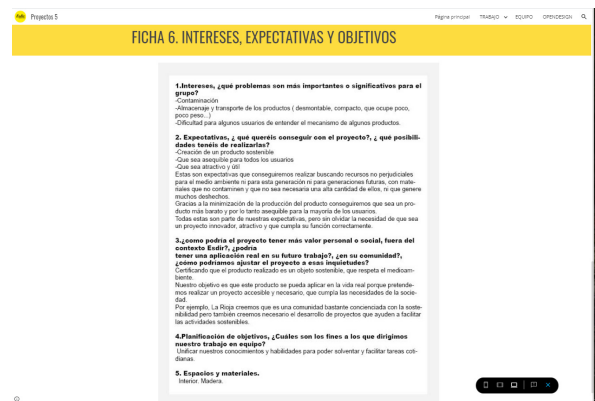 Proyectos 5
Página principal TRABAJO EQUIPO OPENDESIGN
FICHA 6. INTERESES, EXPECTATIVAS Y OBJETIVOS
1.Intereses, ¿qué problemas son más importantes o significativos para el
grupo?
-Contaminación
-Almacenaje y transporte de los productos ( desmontable, compacto, que ocupe poco,
poco peso...)
-Dificultad para algunos usuarios de entender el mecanismo de algunos productos.
2. Expectativas, ¿ qué queréis conseguir con el proyecto?, ¿ qué posibili-
dades tenéis de realizarlas?
-Creación de un producto sostenible
-Que sea asequible para todos los usuarios
-Que sea atractivo y útil
Estas son expectativas que conseguiremos realizar buscando recursos no perjudiciales
para el medio ambiente ni para esta generación ni para generaciones futuras, con mate-
riales que no contaminen y que no sea necesaria una alta cantidad de ellos, ni que genere
muchos deshechos.
Gracias a la minimización de la producción del producto conseguiremos que sea un pro-
ducto más barato y por lo tanto asequible para la mayoría de los usuarios.
Todas estas son parte de nuestras expectativas, pero sin olvidar la necesidad de que sea
un proyecto innovador, atractivo y que cumpla su función correctamente.
3.¿como podría el proyecto tener más valor personal o social, fuera del
contexto Esdir?, ¿podría
tener una aplicación real en su futuro trabajo?, ¿en su comunidad?,
¿cómo podríamos ajustar el proyecto a esas inquietudes?
Certificando que el producto realizado es un objeto sostenible, que respeta el medioam-
biente.
Nuestro objetivo es que este producto se pueda aplicar en la vida real porque pretende-
mos realizar un proyecto accesible y necesario, que cumpla las necesidades de la socie-
dad.
Por ejemplo, La Rioja creemos que es una comunidad bastante concienciada con la soste-
nibilidad pero también creemos necesario el desarrollo de proyectos que ayuden a facilitar
las actividades sostenibles.
4.Planificación de objetivos, ¿Cuáles son los fines a los que dirigimos
nuestro trabajo en equipo?
Unificar nuestros conocimientos y habilidades para poder solventar y facilitar tareas coti-
dianas.
5. Espacios y materiales.
Interior. Madera.